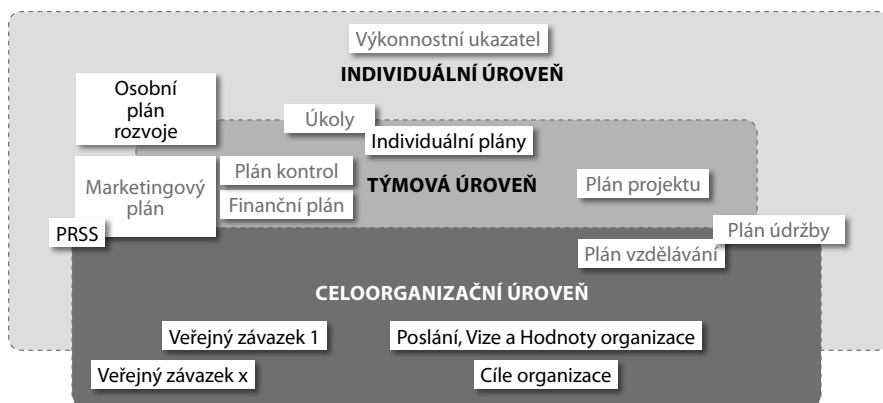 Výkonnostní ukazatel
INDIVIDUÁLNÍ ÚROVEŇ
Osobní
plán
rozvoje
Úkoly
Individuální plány
Marketingový
plán
Plán kontrol
Finanční plán
TÝMOVÁ ÚROVEŇ
Plán projektu
PRSS
Plán údržby
Plán vzdělávání
CELOORGANIZAČNÍ ÚROVEŇ
Veřejný závazek 1
Poslání, Vize a Hodnoty organizace
Veřejný závazek x
Cíle organizace